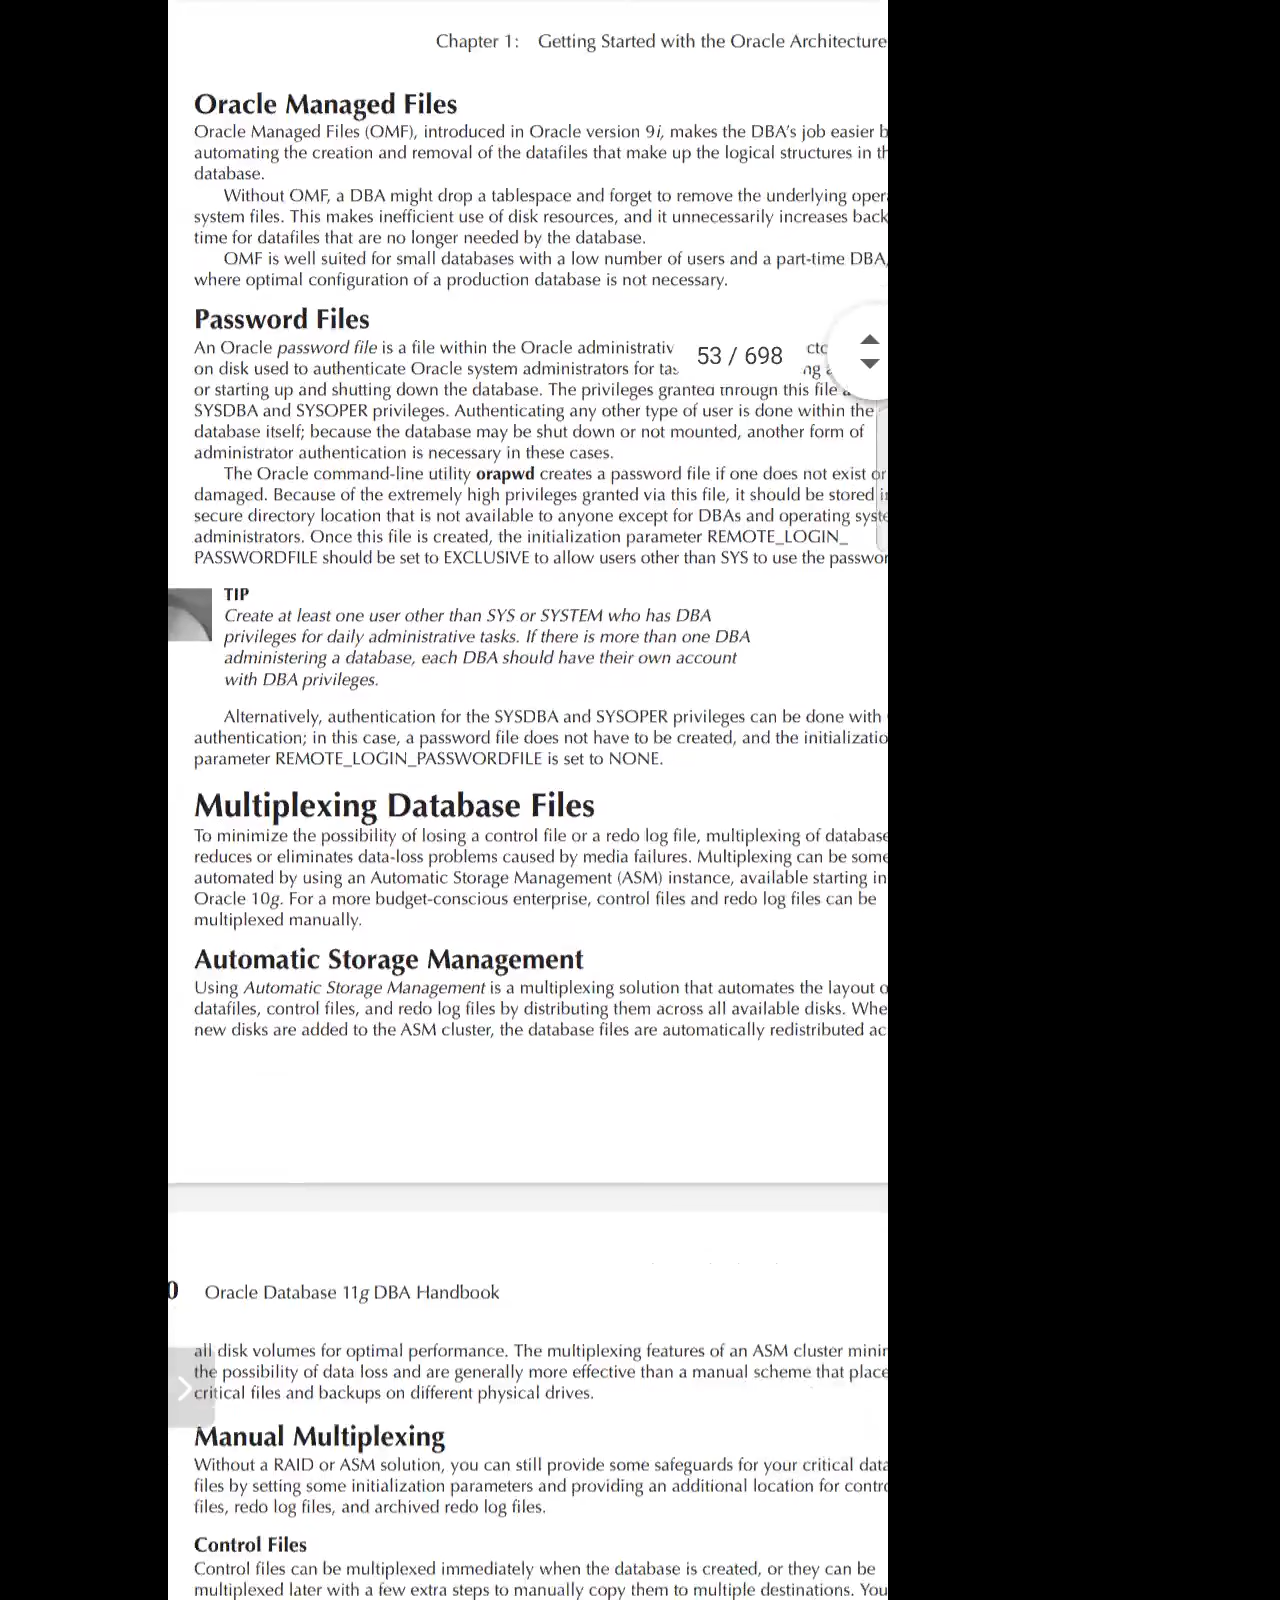 Chapter 1: Getting Started with the Oracle Architecture
Oracle Managed Files
Oracle Managed Files (OMF), introduced in Oracle version 9i, makes the DBA's job easier
automating the creation and removal of the datafiles that make up the logical structures in
database.
Without OMF, a DBA might drop a tablespace and forget to remove the underlying
system files. This makes inefficient use of disk resources, and it unnecessarily increases back
time for datafiles that are no longer needed by the database.
OMF is well suited for small databases with a low number of users and a part-time DBA,
where optimal configuration of a production database is not necessary.
Password Files
An Oracle password file is a file within the Oracle
53 / 698
on disk used to authenticate Oracle system administrators for
or starting up and shutting down the database. The privileges granted through this file
SYSDBA and SYSOPER privileges. Authenticating any other type of user is done within the
database itself; because the database may be shut down or not mounted, another form of
administrator authentication is necessary in these cases.
The Oracle command-line utility orapwd creates a password file if one does not exist or
damaged. Because of the extremely high privileges granted via this file, it should be stored
secure directory location that is not available to anyone except for DBAs and operating
administrators. Once this file is created, the initialization parameter REMOTE_LOGIN_
PASSWORDFILE should be set to EXCLUSIVE to allow users other than SYS to use the
TIP
Create at least one user other than SYS or SYSTEM who has DBA
privileges for daily administrative tasks. If there is more than one DBA
administering a database, each DBA should have their own account
with DBA privileges.
Alternatively, authentication for the SYSDBA and SYSOPER privileges can be done with
authentication; in this case, a password file does not have to be created, and the
parameter REMOTE_LOGIN_PASSWORDFILE is set to NONE.
Multiplexing Database Files
To minimize the possibility of losing a control file or a redo log file, multiplexing of database
reduces or eliminates data-loss problems caused by media failures. Multiplexing can be some
automated by using an Automatic Storage Management (ASM) instance, available starting in
Oracle 10g. For a more budget-conscious enterprise, control files and redo log files can be
multiplexed manually.
Automatic Storage Management
Using Automatic Storage Management is a multiplexing solution that automates the layout
datafiles, control files, and redo log files by distributing them across all available disks.
new disks are added to the ASM cluster, the database files are automatically redistributed
0 Oracle Database 11g DBA Handbook
all disk volumes for optimal performance. The multiplexing features of an ASM cluster
the possibility of data loss and are generally more effective than a manual scheme that place
critical files and backups on different physical drives.
Manual Multiplexing
Without a RAID or ASM solution, you can still provide some safeguards for your critical
files by setting some initialization parameters and providing an additional location for
files, redo log files, and archived redo log files.
Control Files
Control files can be multiplexed immediately when the database is created, or they can be
multiplexed later with a few extra steps to manually copy them to multiple destinations. You